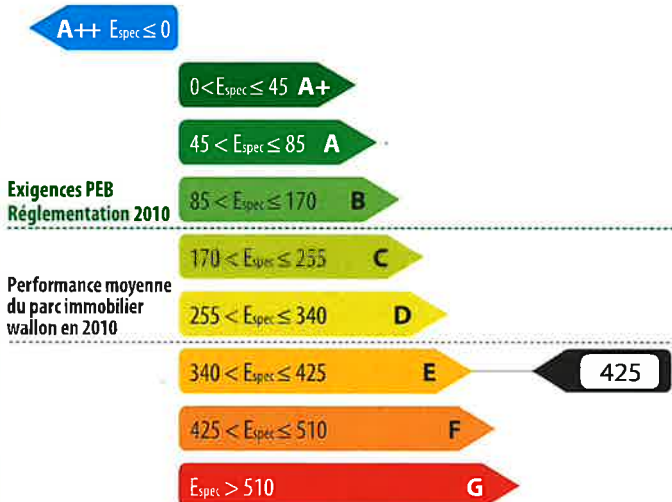 A++ Espec ≤ 0
0 < Espec ≤ 45 A+
45 < Espec ≤ 85 A
Exigences PEB
Réglementation 2010
85 < Espec ≤ 170 B
170 < Espec ≤ 255 C
Performance moyenne
du parc immobilier
wallon en 2010
255 < Espec ≤ 340 D
340 < Espec ≤ 425 E 425
425 < Espec ≤ 510 F
Espec > 510 G